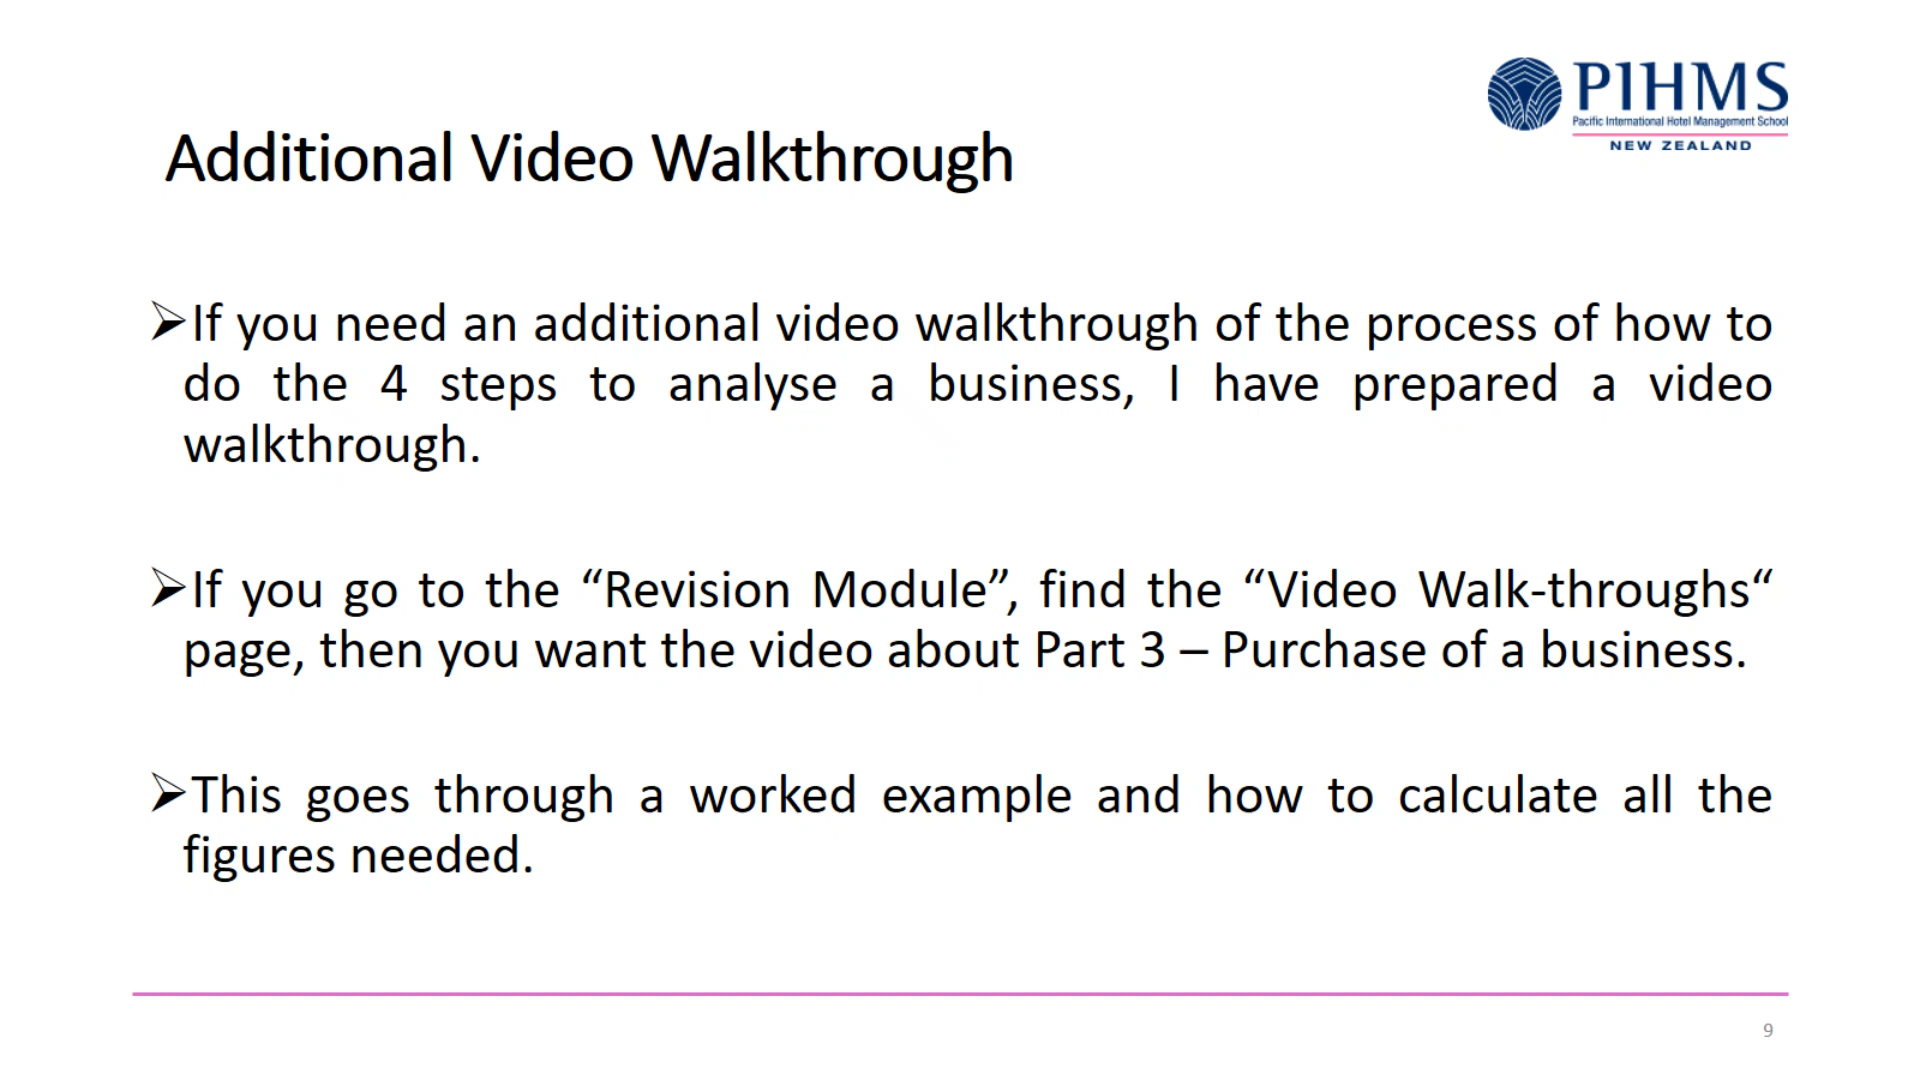 PIHMS
Pacific International Hotel Management School
NEW ZEALAND
Additional Video Walkthrough
➢If you need an additional video walkthrough of the process of how to
do the 4 steps to analyse a business, I have prepared a video
walkthrough.
➢If you go to the “Revision Module”, find the “Video Walk-throughs“
page, then you want the video about Part 3 – Purchase of a business.
➢This goes through a worked example and how to calculate all the
figures needed.
9